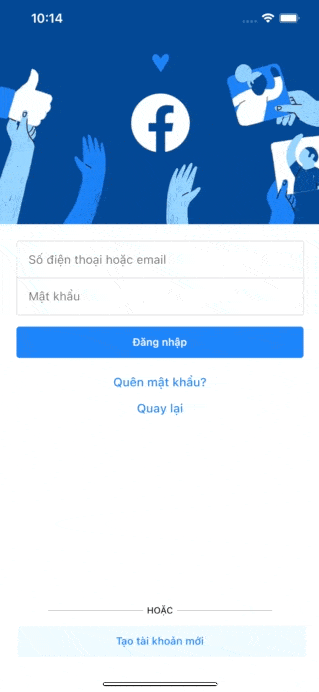 10:14
Số điện thoại hoặc email
Mật khẩu
Đăng nhập
Quên mật khẩu?
Quay lại
HOẶC
Tạo tài khoản mới